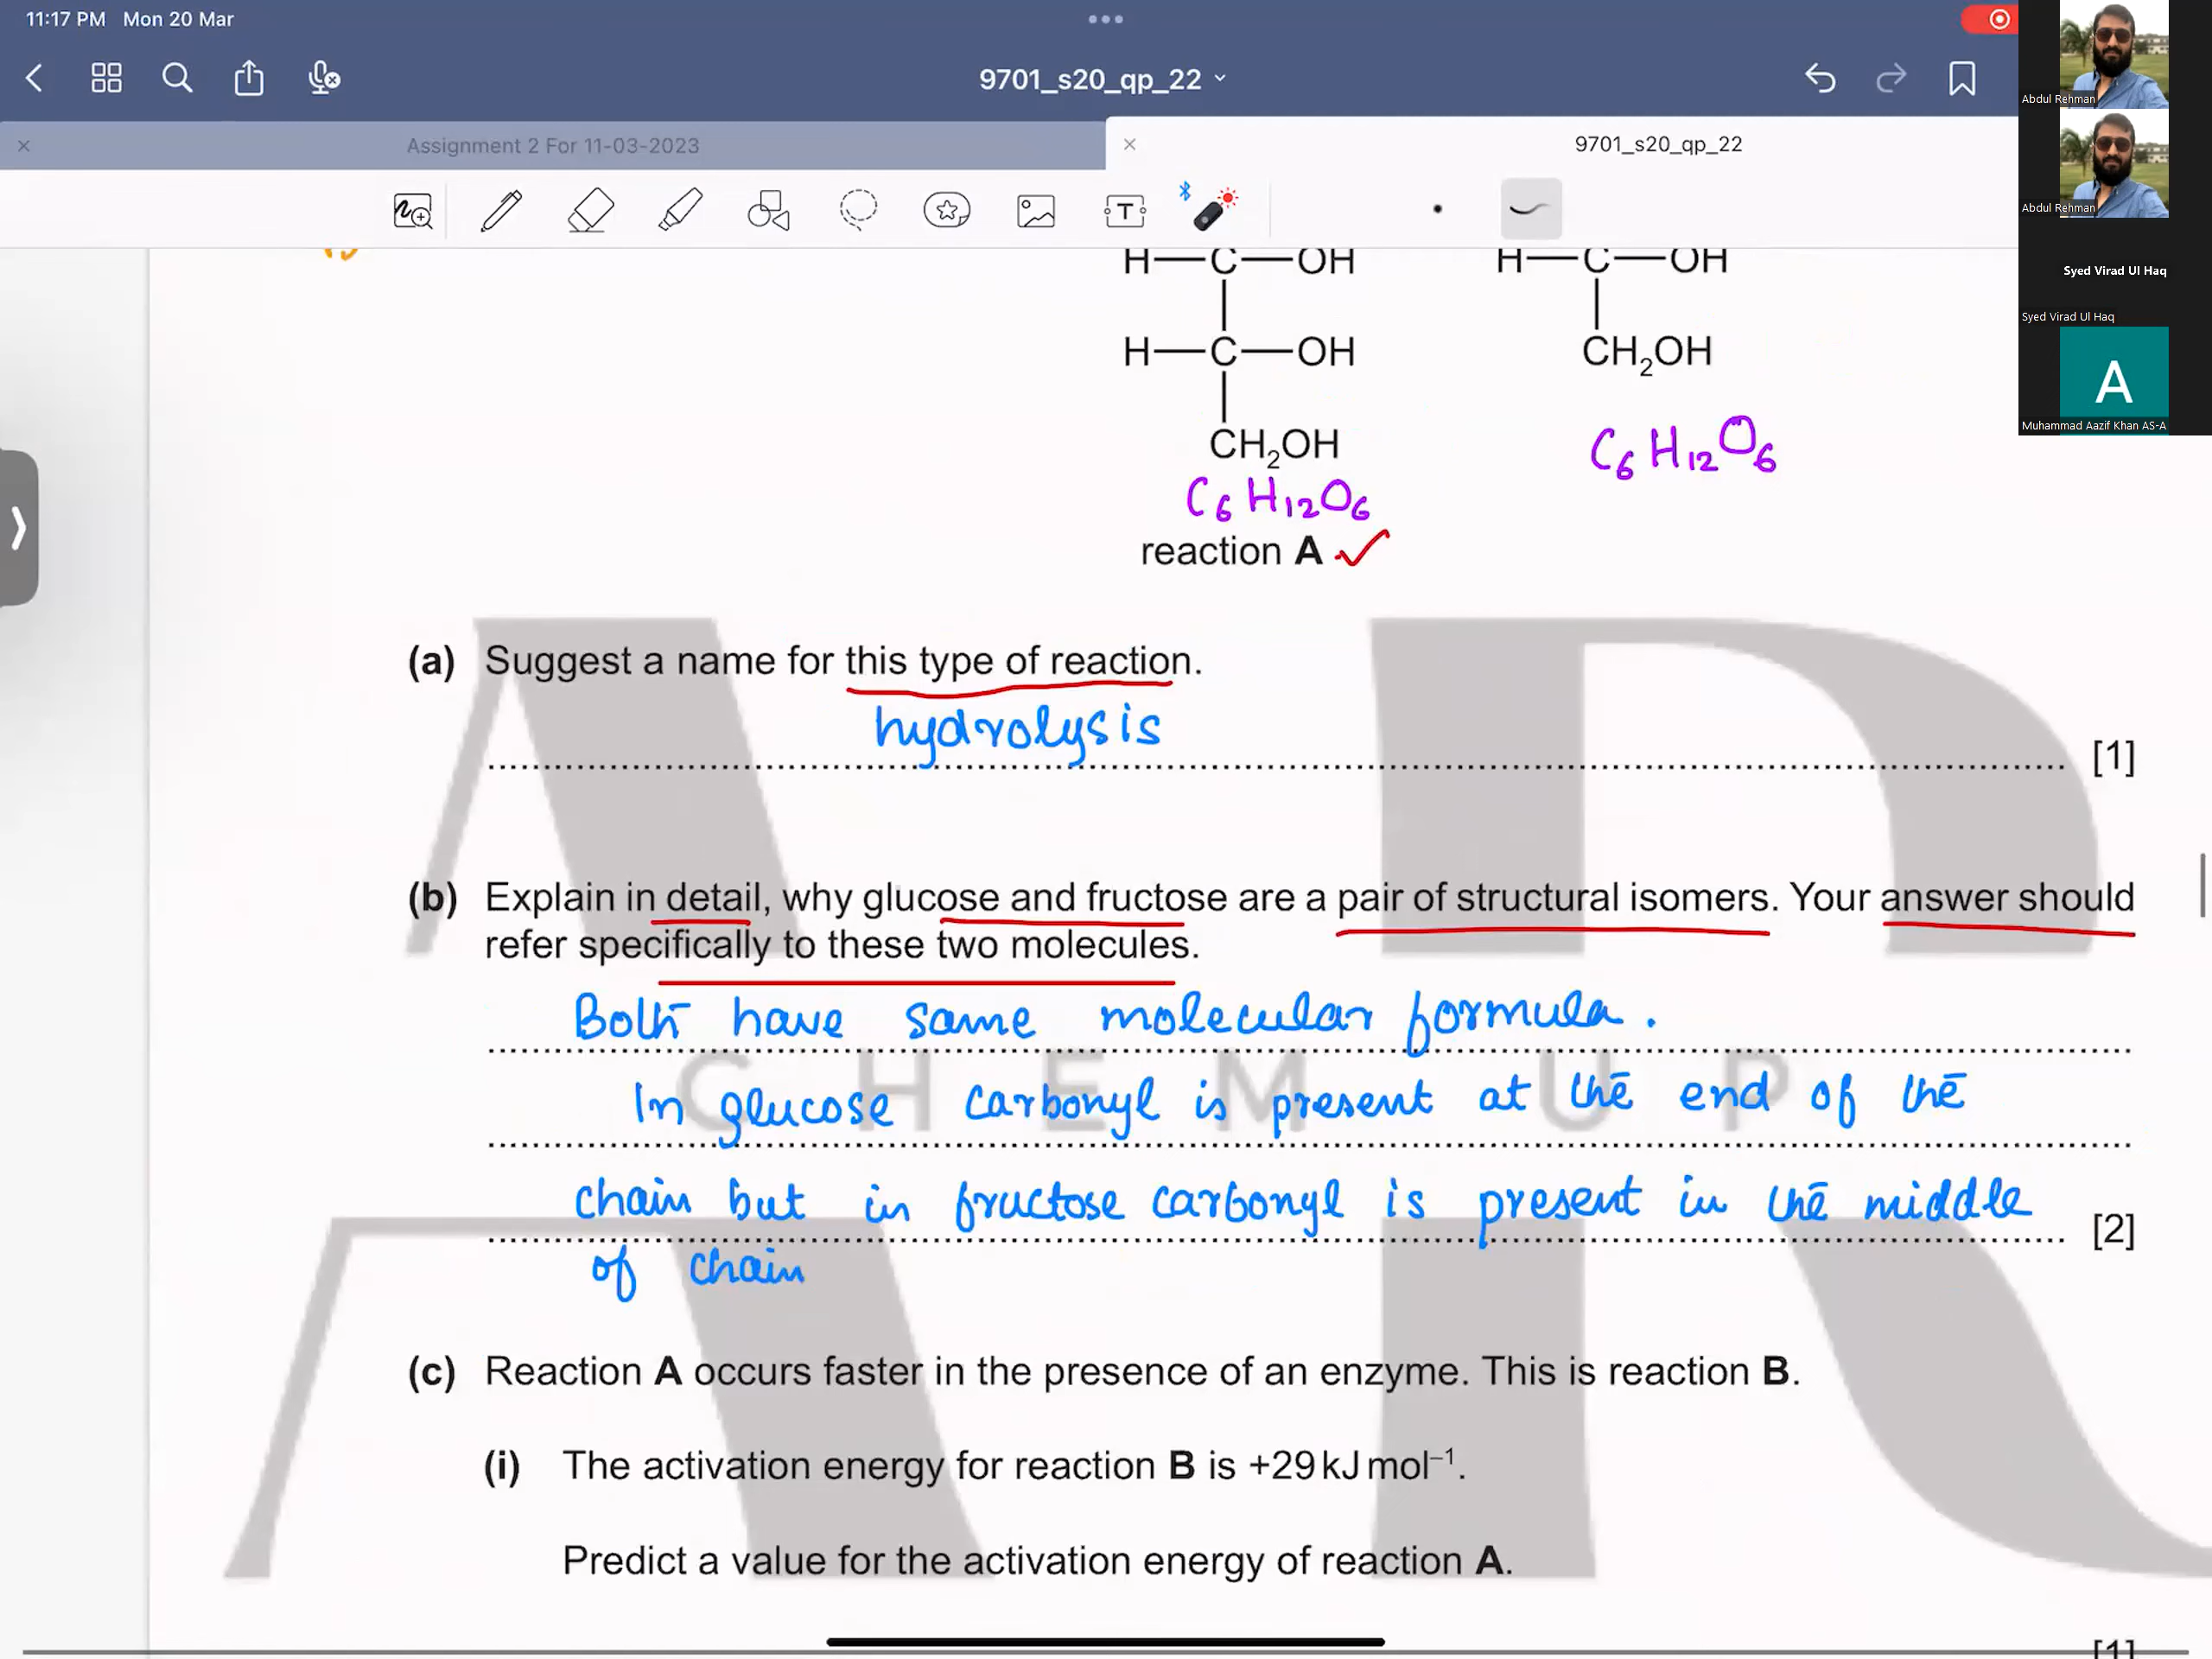 11:17 PM Mon 20 Mar
9701_s20_qp_22
Assignment 2 For 11-03-2023
9701_s20_qp_22
Abdul Rehman
Abdul Rehman
Syed Virad Ul Haq
Syed Virad Ul Haq
A
Muhammad Aazif Khan AS-A
T
H—C—OH
H—C—OH
H—C—OH
CH₂OH
CH₂OH
C₆H₁₂O₆
C₆H₁₂O₆
reaction A ✓
(a) Suggest a name for this type of reaction.
hydrolysis
[1]
(b) Explain in detail, why glucose and fructose are a pair of structural isomers. Your answer should
refer specifically to these two molecules.
Both have same molecular formula.
CHEM UP
In glucose carbonyl is present at the end of the
chain but in fructose carbonyl is present in the middle
[2]
of chain
(c) Reaction A occurs faster in the presence of an enzyme. This is reaction B.
(i) The activation energy for reaction B is +29 kJ mol⁻¹.
Predict a value for the activation energy of reaction A.
[1]
AR
AR